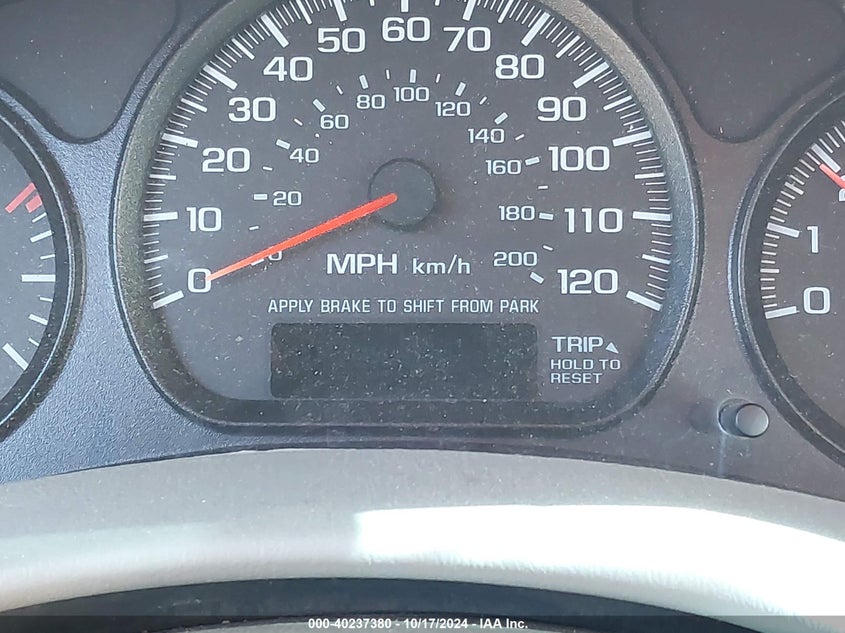 50 60 70
40 80
30 90
20 100
10 110
0 120
80 100 120
60 140
40 160
20 180
200
MPH km/h
APPLY BRAKE TO SHIFT FROM PARK
TRIP
HOLD TO
RESET
1
0
000-40237380 - 10/17/2024 - IAA Inc.